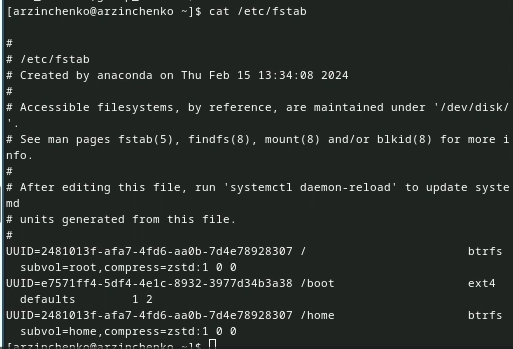 [arzinchenko@arzinchenko ~]$ cat /etc/fstab
#
# /etc/fstab
# Created by anaconda on Thu Feb 15 13:34:08 2024
#
# Accessible filesystems, by reference, are maintained under '/dev/disk/
'.
# See man pages fstab(5), findfs(8), mount(8) and/or blkid(8) for more i
nfo.
#
# After editing this file, run 'systemctl daemon-reload' to update syste
md
# units generated from this file.
#
UUID=2481013f-afa7-4fd6-aa0b-7d4e78928307 /                       btrfs
  subvol=root,compress=zstd:1 0 0
UUID=e7571ff4-5df4-4e1c-8932-3977d34b3a38 /boot                   ext4
  defaults        1 2
UUID=2481013f-afa7-4fd6-aa0b-7d4e78928307 /home                   btrfs
  subvol=home,compress=zstd:1 0 0
[arzinchenko@arzinchenko ~]$